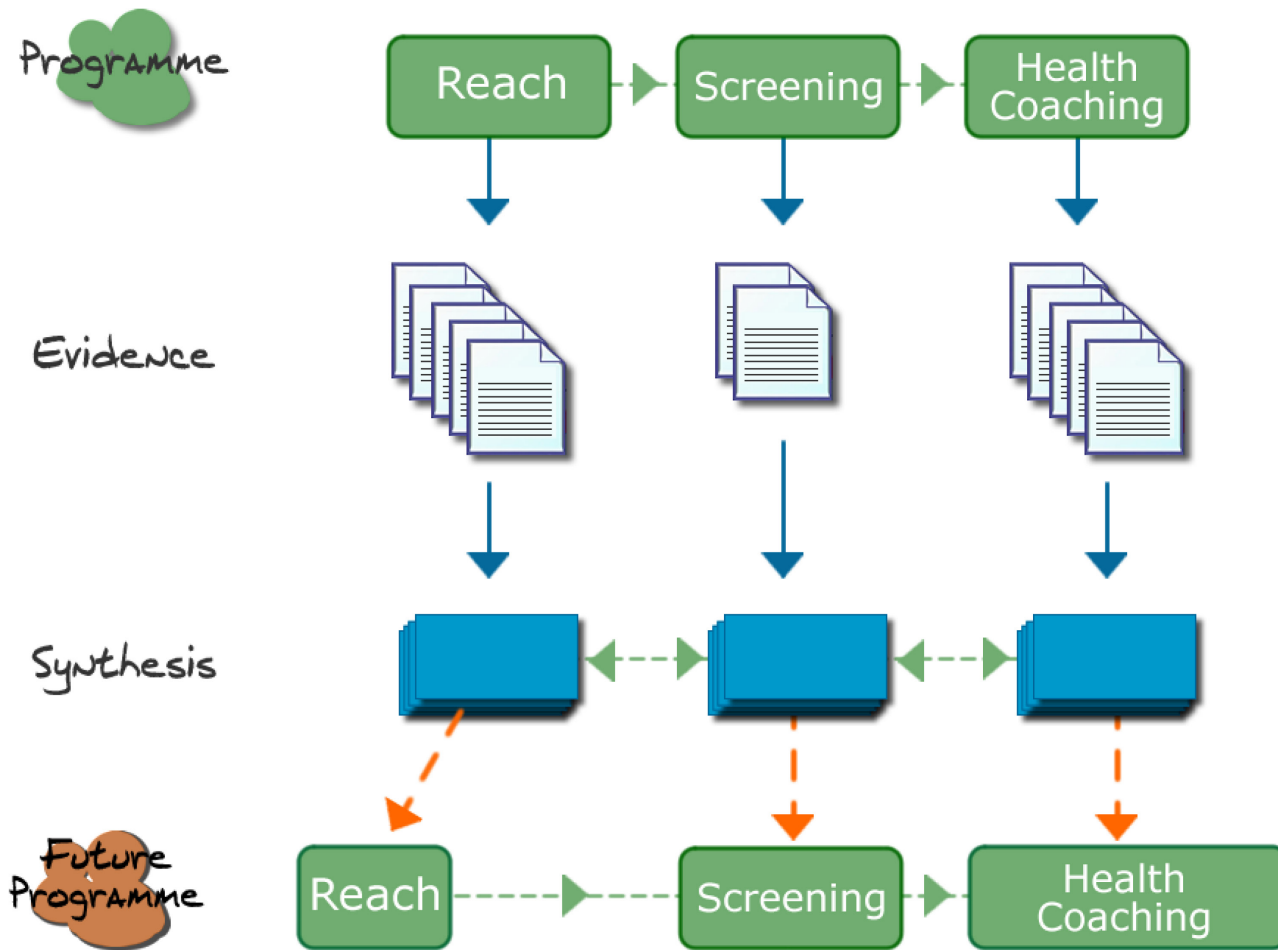 Programme
Reach
Screening
Health
Coaching
Evidence
Synthesis
Future
Programme
Reach
Screening
Health
Coaching